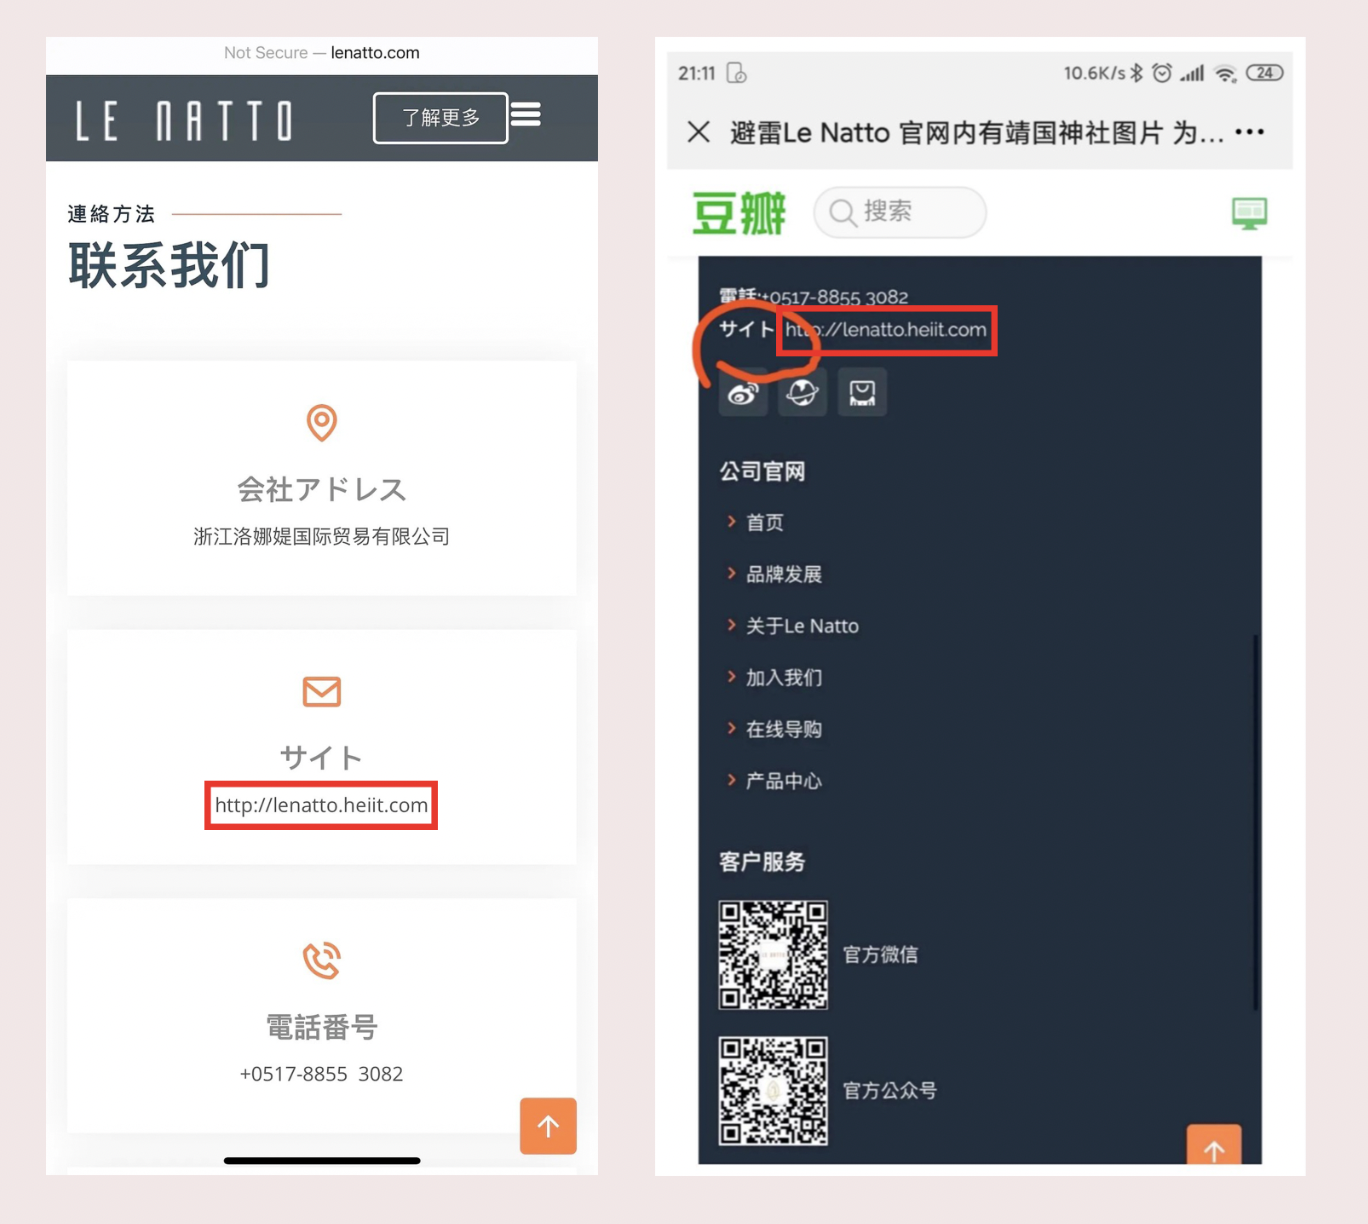 Not Secure — lenatto.com
LE NATTO
了解更多
連絡方法
联系我们
会社アドレス
浙江洛娜媞国际贸易有限公司
サイト
http://lenatto.heiit.com
電話番号
+0517-8855 3082
21:11
10.6K/s
24
避雷Le Natto 官网内有靖国神社图片 为...
豆瓣
搜索
電話:+0517-8855 3082
サイト http://lenatto.heiit.com
公司官网
首页
品牌发展
关于Le Natto
加入我们
在线导购
产品中心
客户服务
LE NATTO
官方微信
官方公众号